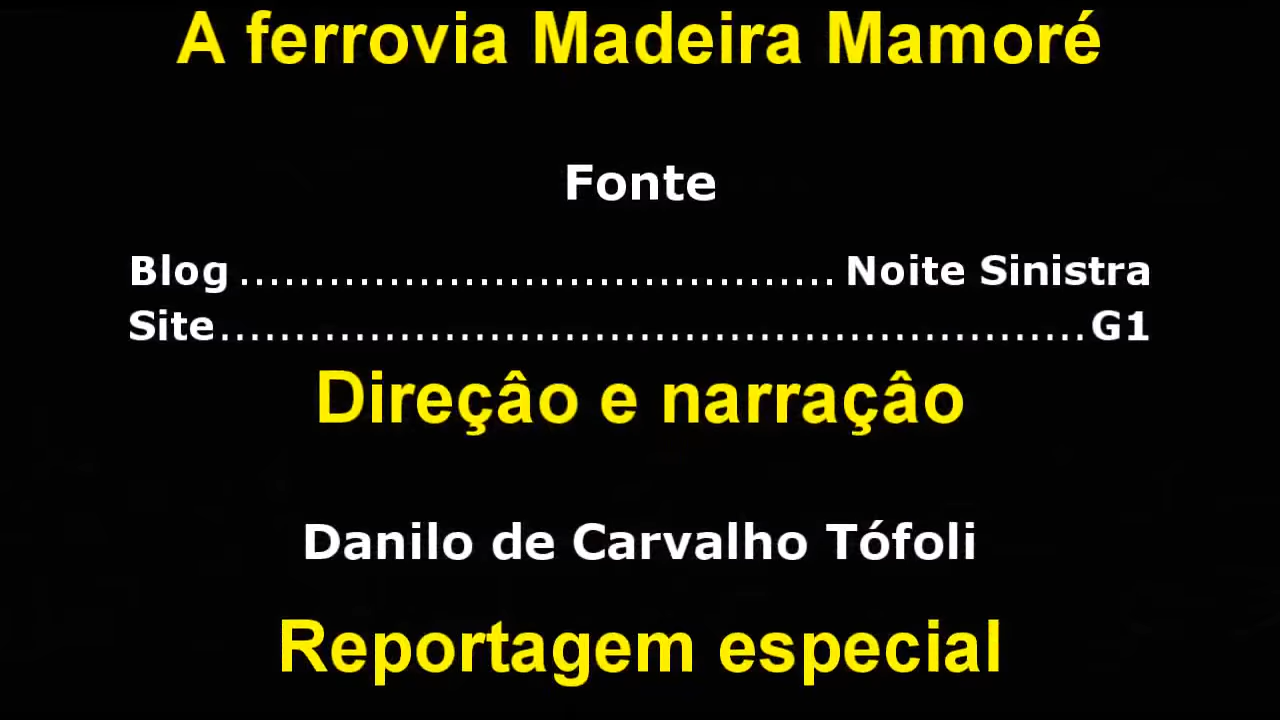 A ferrovia Madeira Mamoré
Fonte
Blog ........................................ Noite Sinistra
Site.......................................................... G1
Direçâo e narraçâo
Danilo de Carvalho Tófoli
Reportagem especial